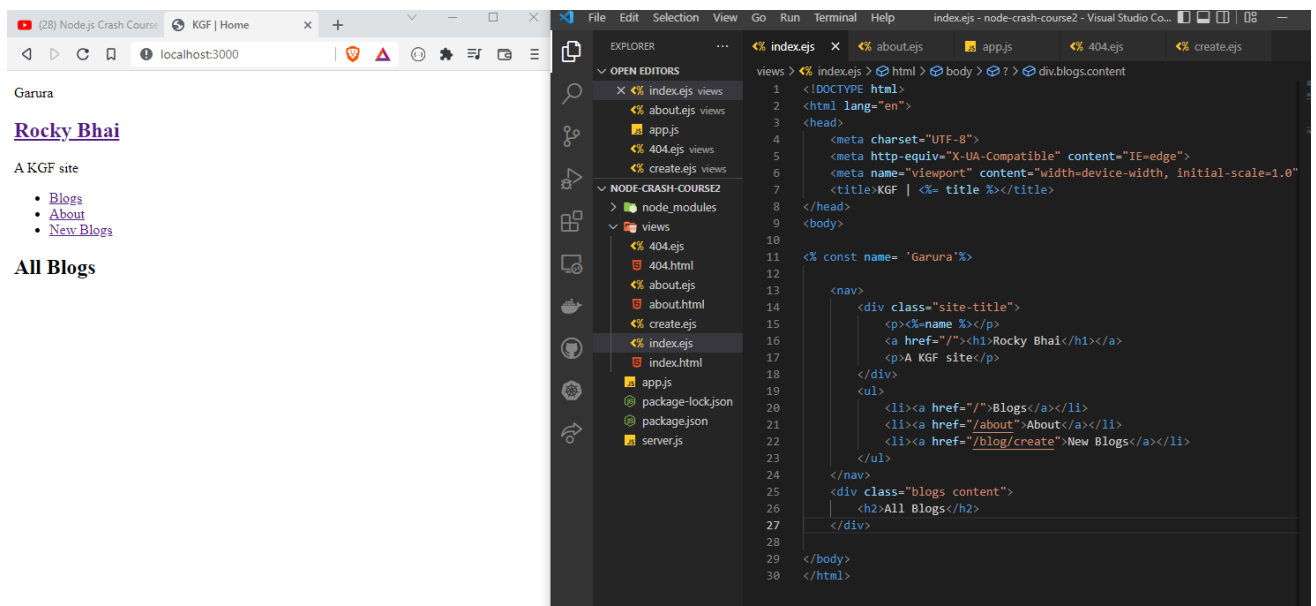 (28) Node.js Crash Course
KGF | Home
localhost:3000
Garura
Rocky Bhai
A KGF site
Blogs
About
New Blogs
All Blogs
File Edit Selection View Go Run Terminal Help index.ejs - node-crash-course2 - Visual Studio Co...
EXPLORER ...
OPEN EDITORS
index.ejs views
about.ejs views
app.js
404.ejs views
create.ejs views
NODE-CRASH-COURSE2
node_modules
views
404.ejs
404.html
about.ejs
about.html
create.ejs
index.ejs
index.html
app.js
package-lock.json
package.json
server.js
index.ejs about.ejs app.js 404.ejs create.ejs
views > index.ejs > html > body > ? > div.blogs.content
1 <!DOCTYPE html>
2 <html lang="en">
3 <head>
4 <meta charset="UTF-8">
5 <meta http-equiv="X-UA-Compatible" content="IE=edge">
6 <meta name="viewport" content="width=device-width, initial-scale=1.0"
7 <title>KGF | <%= title %></title>
8 </head>
9 <body>
10
11 <% const name= 'Garura'%>
12
13 <nav>
14 <div class="site-title">
15 <p><%=name %></p>
16 <a href="/"><h1>Rocky Bhai</h1></a>
17 <p>A KGF site</p>
18 </div>
19 <ul>
20 <li><a href="/">Blogs</a></li>
21 <li><a href="/about">About</a></li>
22 <li><a href="/blog/create">New Blogs</a></li>
23 </ul>
24 </nav>
25 <div class="blogs content">
26 <h2>All Blogs</h2>
27 </div>
28
29 </body>
30 </html>